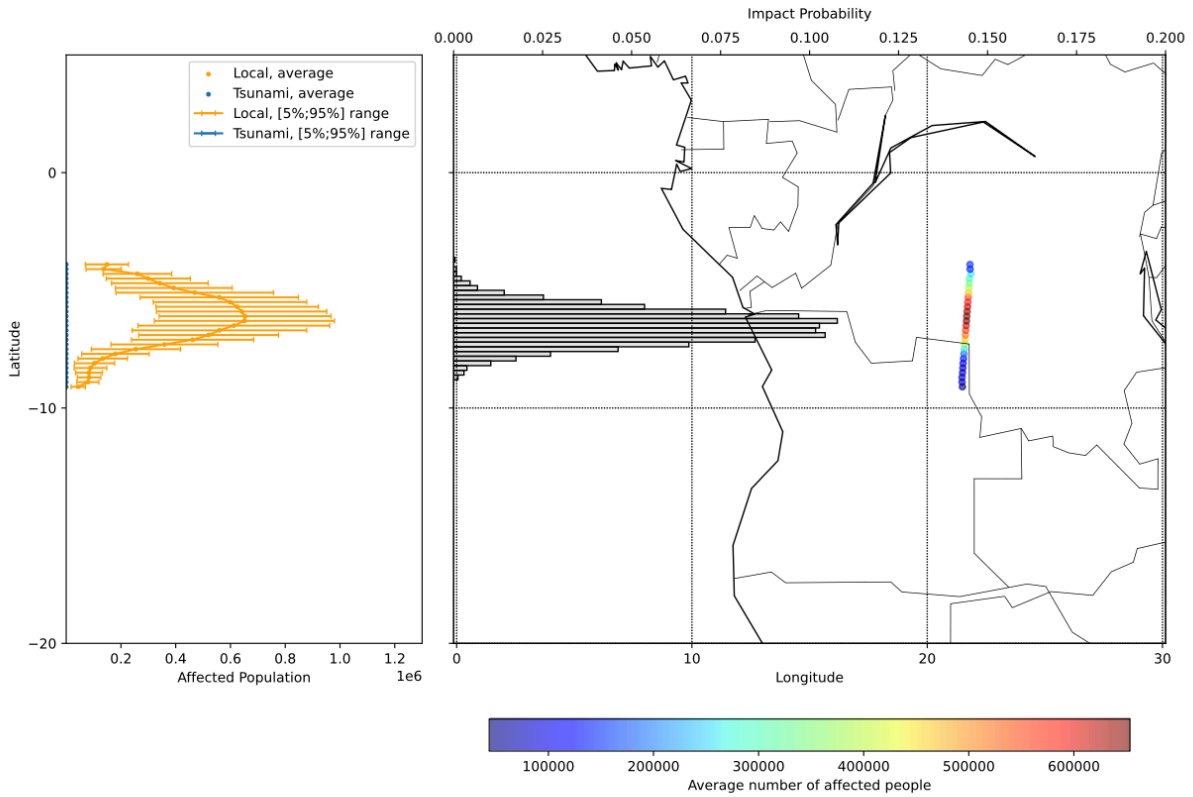 Impact Probability
0.000 0.025 0.050 0.075 0.100 0.125 0.150 0.175 0.200
Local, average
Tsunami, average
Local, [5%;95%] range
Tsunami, [5%;95%] range
0
−10
−20
Latitude
0.2 0.4 0.6 0.8 1.0 1.2
1e6
Affected Population
0 10 20 30
Longitude
100000 200000 300000 400000 500000 600000
Average number of affected people